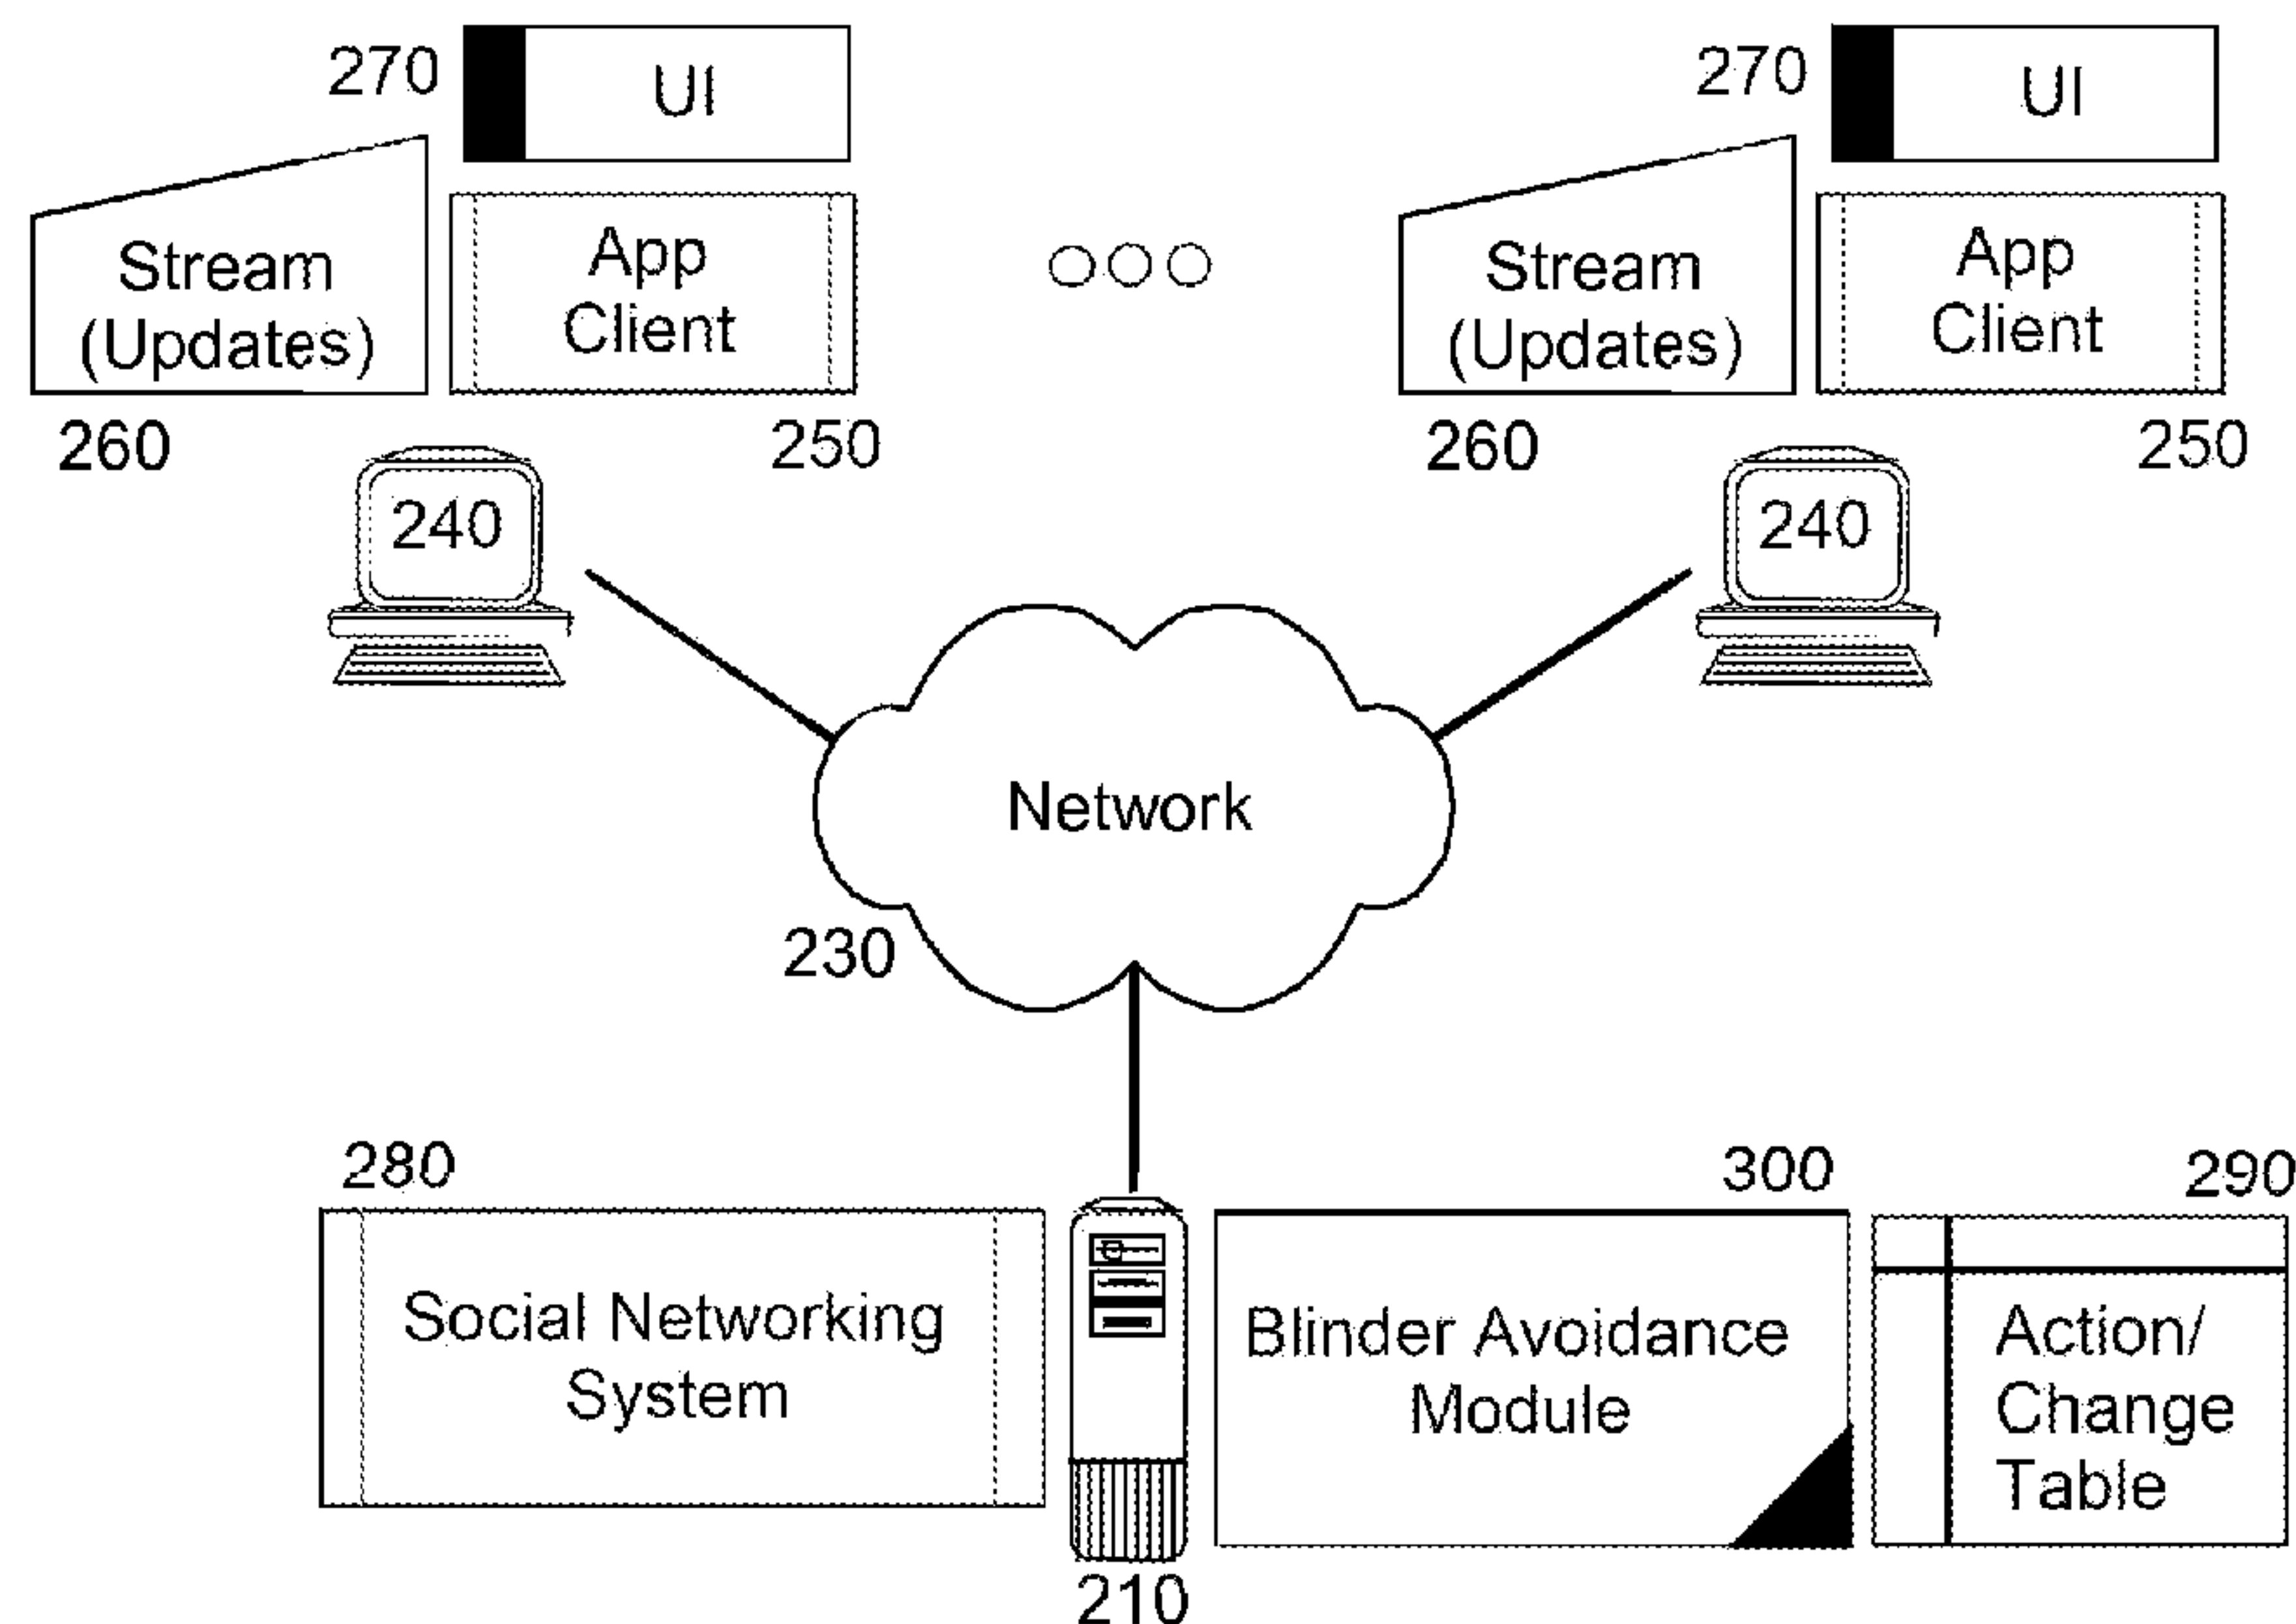 270
UI
270
UI
Stream
(Updates)
App
Client
Stream
(Updates)
App
Client
260
250
260
250
240
240
Network
230
280
300
290
Social Networking
System
Blinder Avoidance
Module
Action/
Change
Table
210